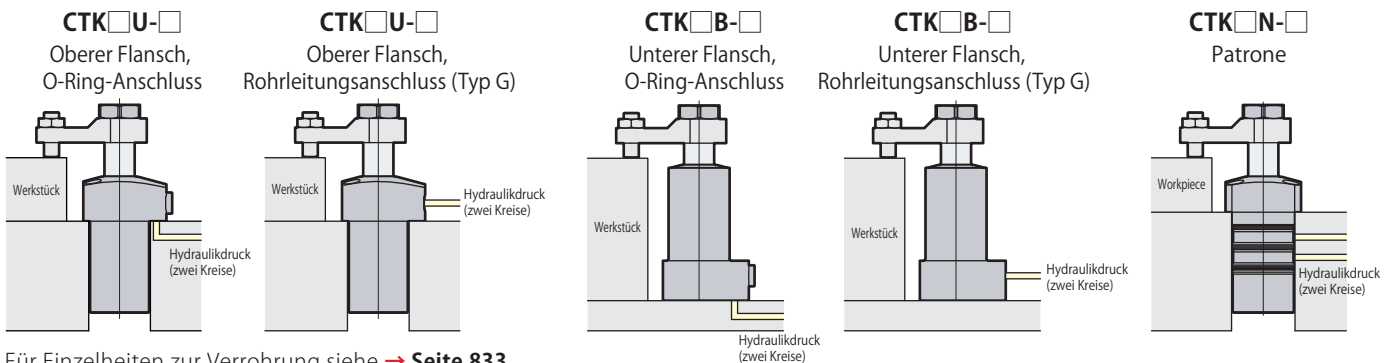 CTK□U-□
Oberer Flansch,
O-Ring-Anschluss
Werkstück
Hydraulikdruck
(zwei Kreise)
CTK□U-□
Oberer Flansch,
Rohrleitungsanschluss (Typ G)
Werkstück
Hydraulikdruck
(zwei Kreise)
CTK□B-□
Unterer Flansch,
O-Ring-Anschluss
Werkstück
Hydraulikdruck
(zwei Kreise)
CTK□B-□
Unterer Flansch,
Rohrleitungsanschluss (Typ G)
Werkstück
Hydraulikdruck
(zwei Kreise)
CTK□N-□
Patrone
Workpiece
Hydraulikdruck
(zwei Kreise)
Für Einzelheiten zur Verrohrung siehe → Seite 833